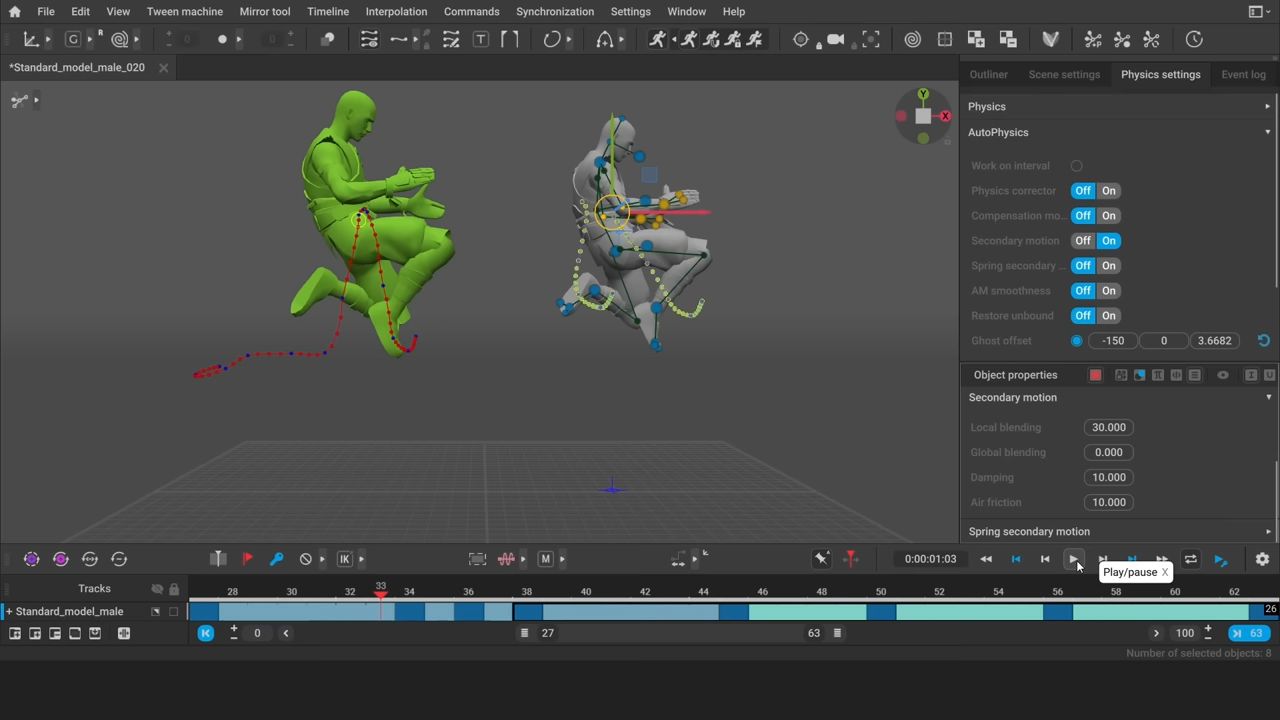 File Edit View Tween machine Mirror tool Timeline Interpolation Commands Synchronization Settings Window Help
G R 0 0 T
*Standard_model_male_020
Outliner Scene settings Physics settings Event log
Y
X
Physics
AutoPhysics
Work on interval
Physics corrector Off On
Compensation mo... Off On
Secondary motion Off On
Spring secondary ... Off On
AM smoothness Off On
Restore unbound Off On
Ghost offset -150 0 3.6682
Object properties
Secondary motion
Local blending 30.000
Global blending 0.000
Damping 10.000
Air friction 10.000
Spring secondary motion
IK M 0:00:01:03
Play/pause X
Tracks 28 30 32 33 34 36 38 40 42 44 46 48 50 52 54 56 58 60 62
+ Standard_model_male 26
0 27 63 100 63
Number of selected objects: 8